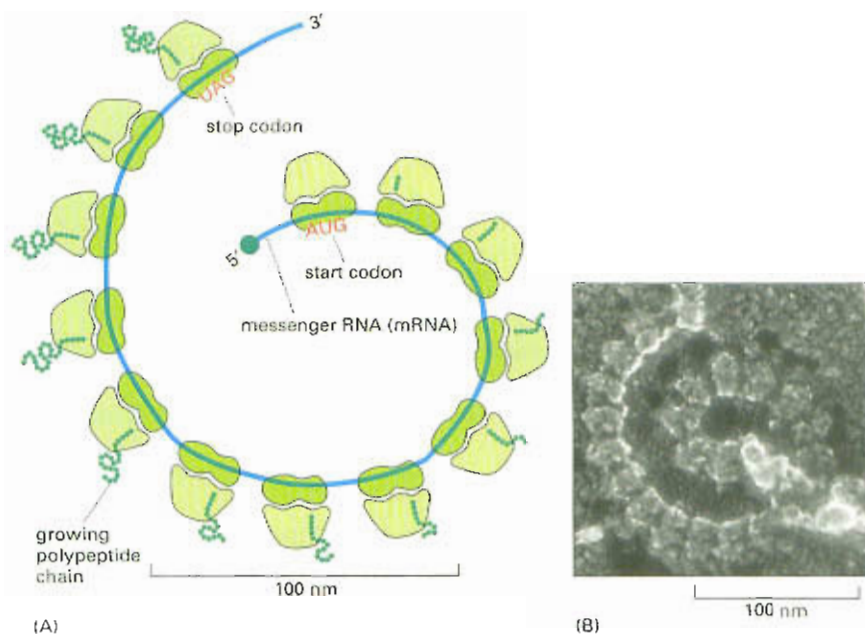 3′
UAG
stop codon
AUG
5′
start codon
messenger RNA (mRNA)
growing
polypeptide
chain
100 nm
100 nm
(A)
(B)